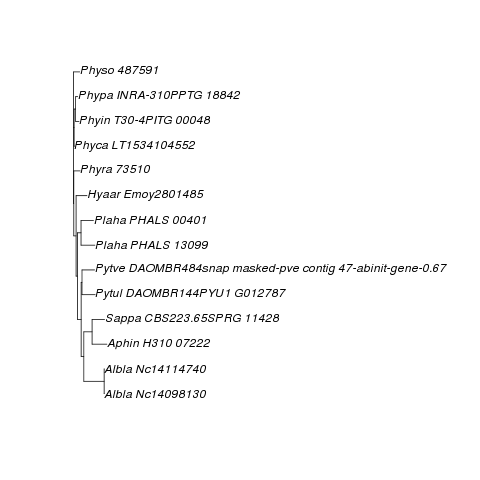 Physo 487591
Phypa INRA-310PPTG 18842
Phyin T30-4PITG 00048
Phyca LT1534104552
Phyra 73510
Hyaar Emoy2801485
Plaha PHALS 00401
Plaha PHALS 13099
Pytve DAOMBR484snap masked-pve contig 47-abinit-gene-0.67
Pytul DAOMBR144PYU1 G012787
Sappa CBS223.65SPRG 11428
Aphin H310 07222
Albla Nc14114740
Albla Nc14098130